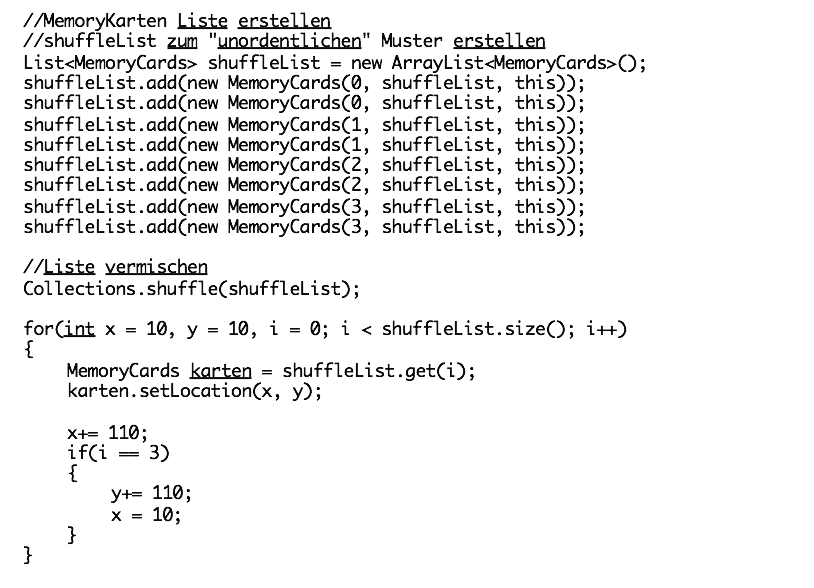 //MemoryKarten Liste erstellen
//shuffleList zum "unordentlichen" Muster erstellen
List<MemoryCards> shuffleList = new ArrayList<MemoryCards>();
shuffleList.add(new MemoryCards(0, shuffleList, this));
shuffleList.add(new MemoryCards(0, shuffleList, this));
shuffleList.add(new MemoryCards(1, shuffleList, this));
shuffleList.add(new MemoryCards(1, shuffleList, this));
shuffleList.add(new MemoryCards(2, shuffleList, this));
shuffleList.add(new MemoryCards(2, shuffleList, this));
shuffleList.add(new MemoryCards(3, shuffleList, this));
shuffleList.add(new MemoryCards(3, shuffleList, this));
//Liste vermischen
Collections.shuffle(shuffleList);
for(int x = 10, y = 10, i = 0; i < shuffleList.size(); i++)
{
    MemoryCards karten = shuffleList.get(i);
    karten.setLocation(x, y);
    x+= 110;
    if(i == 3)
    {
        y+= 110;
        x = 10;
    }
}